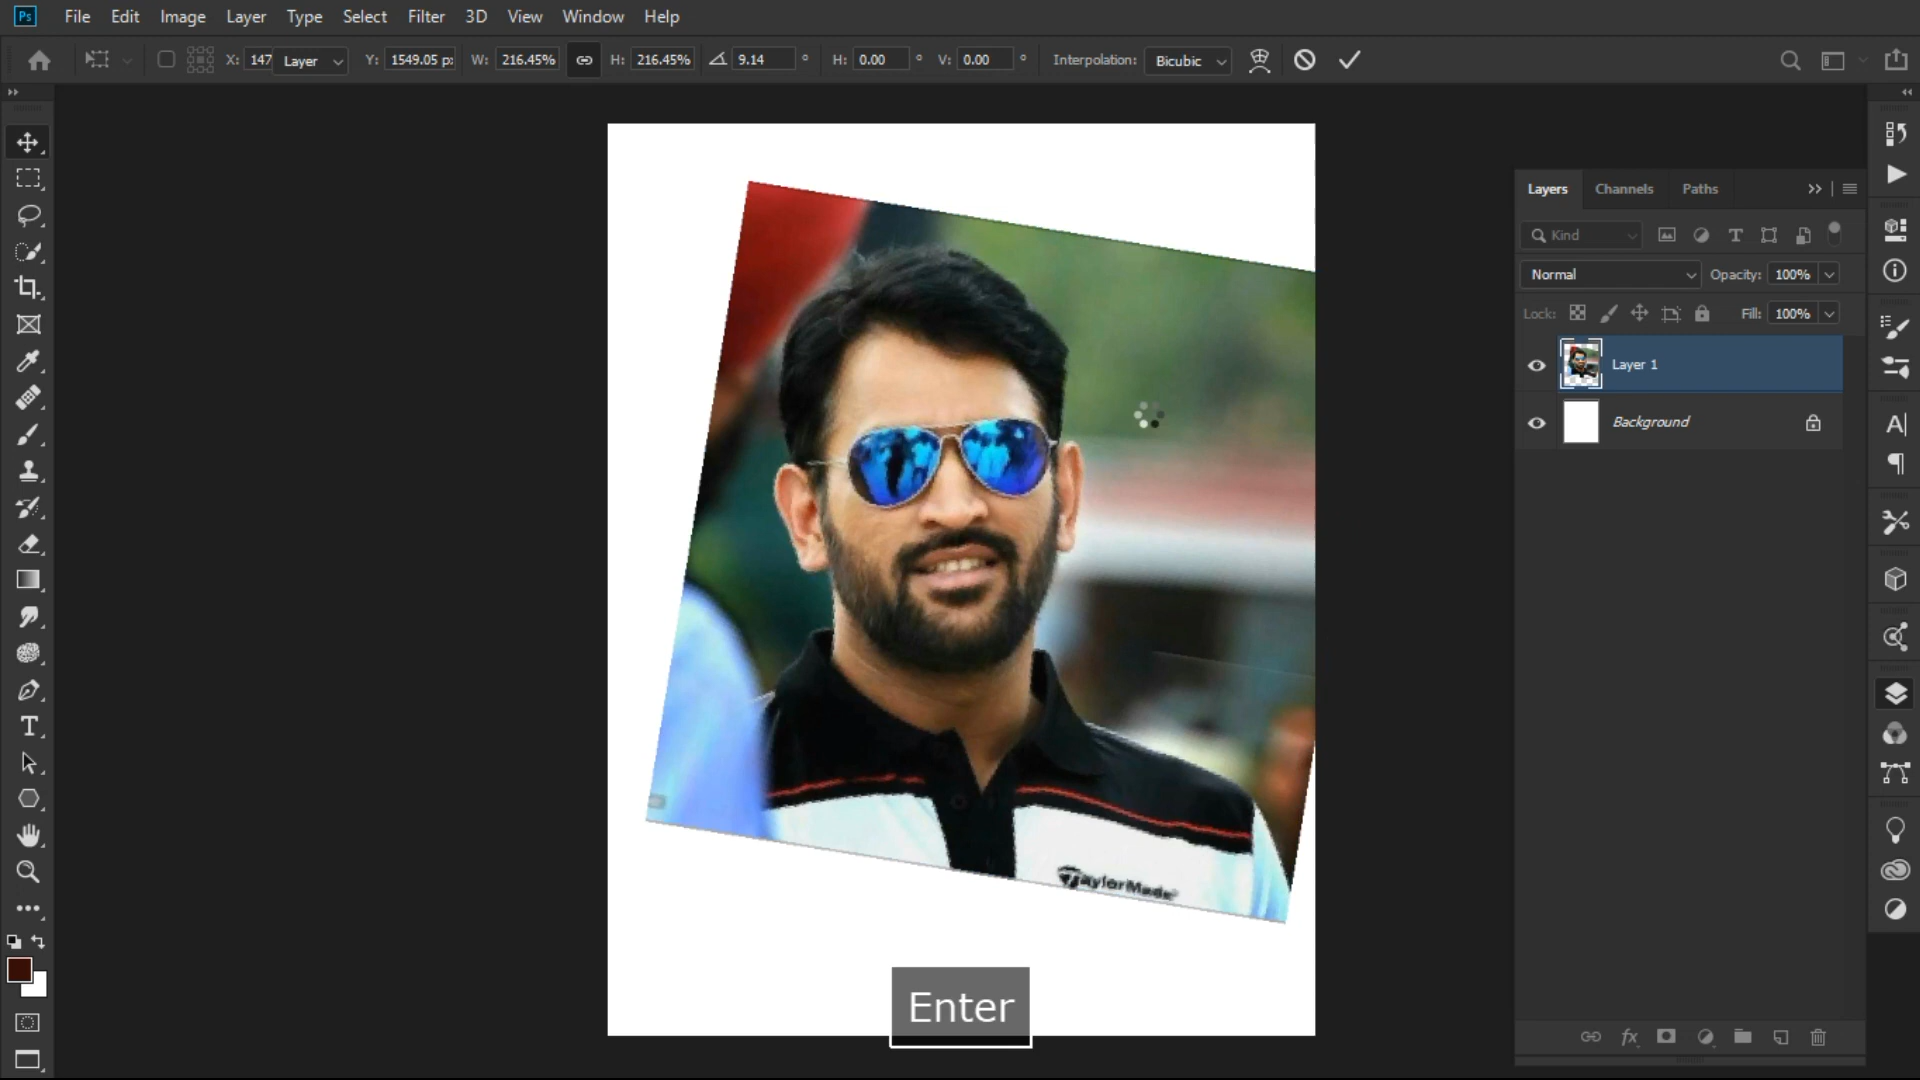 Ps File Edit Image Layer Type Select Filter 3D View Window Help
X: 147 Layer Y: 1549.05 p W: 216.45% H: 216.45% 9.14 ° H: 0.00 ° V: 0.00 ° Interpolation: Bicubic
Layers Channels Paths
Kind
Normal Opacity: 100%
Lock: Fill: 100%
Layer 1
Background
TaylorMade
Enter
fx